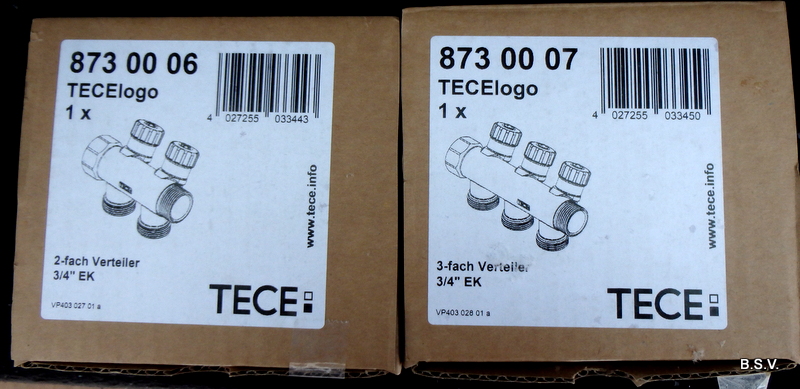 873 00 06
TECElogo
1 x
4 027255 033443
www.tece.info
2-fach Verteiler
3/4" EK
VP403 027 01 a
TECE
873 00 07
TECElogo
1 x
4 027255 033450
www.tece.info
3-fach Verteiler
3/4" EK
VP403 028 01 a
TECE
B.S.V.